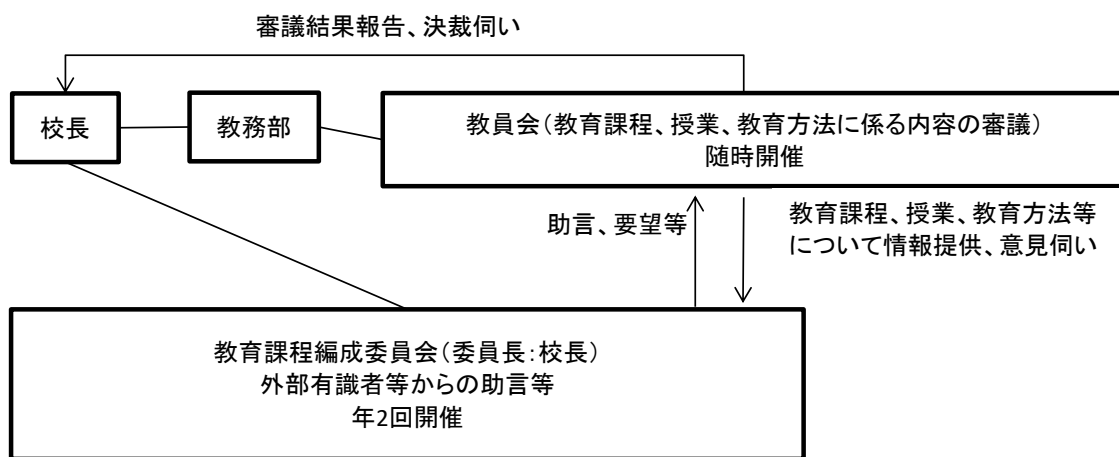 審議結果報告、決裁伺い
校長
教務部
教員会（教育課程、授業、教育方法に係る内容の審議）
随時開催
助言、要望等
教育課程、授業、教育方法等
について情報提供、意見伺い
教育課程編成委員会（委員長：校長）
外部有識者等からの助言等
年2回開催